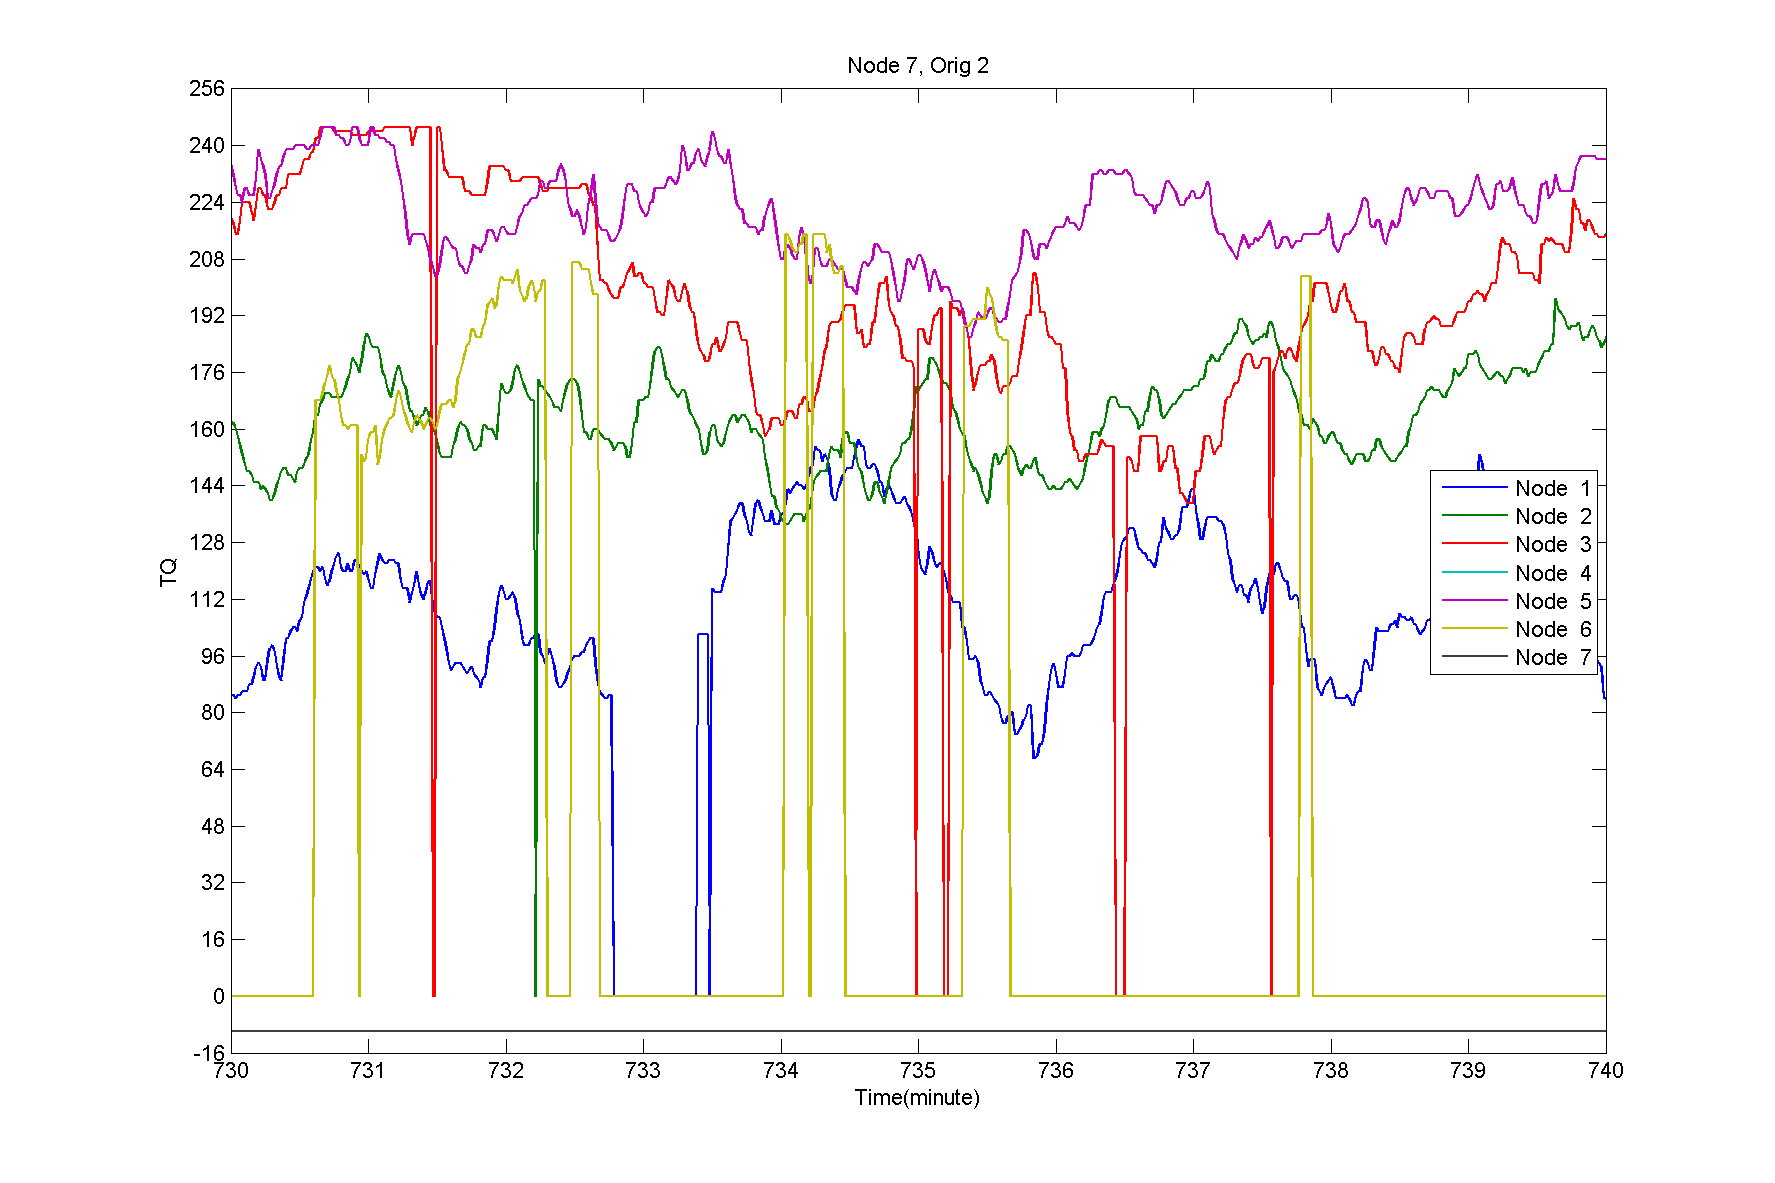 Node 7, Orig 2
256
240
224
208
192
176
160
144
128
112
96
80
64
48
32
16
0
-16
TQ
Node 1
Node 2
Node 3
Node 4
Node 5
Node 6
Node 7
730 731 732 733 734 735 736 737 738 739 740
Time(minute)